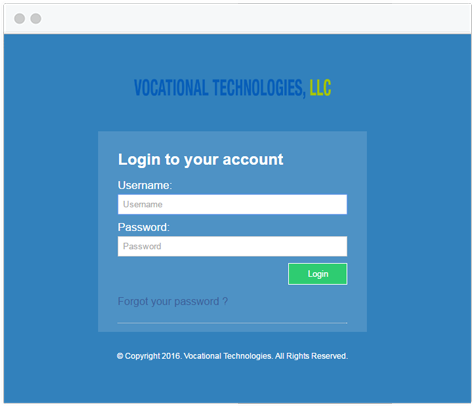 VOCATIONAL TECHNOLOGIES, LLC
Login to your account
Username:
Username
Password:
Password
Login
Forgot your password ?
© Copyright 2016. Vocational Technologies. All Rights Reserved.